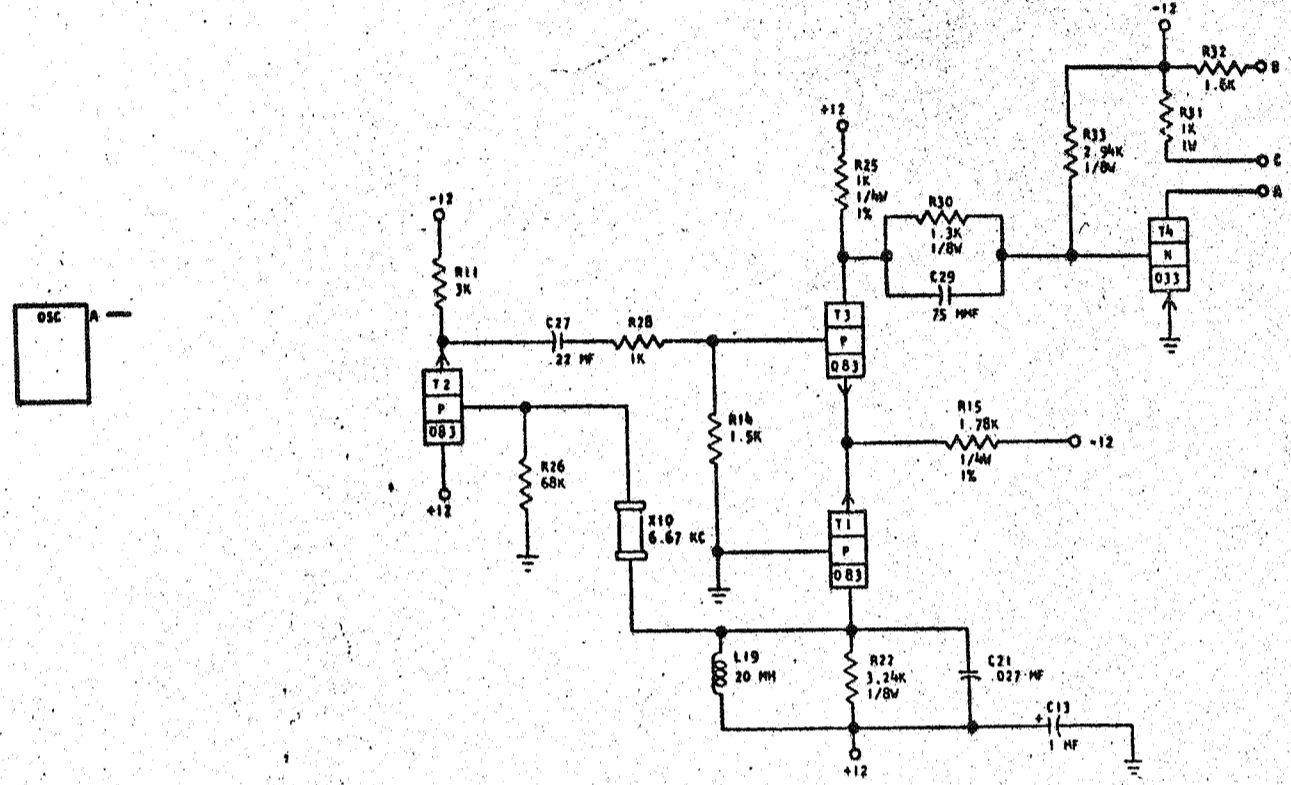 -12
R32
1.6K
B
R31
1K
1W
C
A
R33
2.94K
1/8W
+12
R25
1K
1/4W
1%
R30
1.3K
1/8W
C29
75 MMF
T4
N
033
-12
R11
3K
OSC
A
C27
.22 MF
R28
1K
T3
P
083
T2
P
083
+12
R26
68K
R14
1.5K
R15
1.78K
1/4W
1%
-12
X10
6.67 KC
T1
P
083
L19
20 MH
R22
3.24K
1/8W
C21
.027 MF
+12
+
C13
1 MF